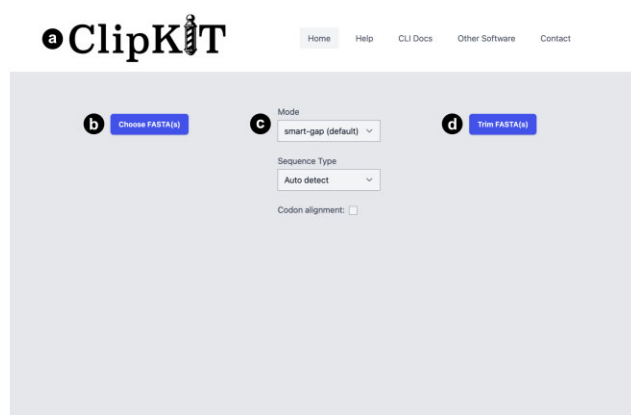 a ClipKIT
Home Help CLI Docs Other Software Contact
b Choose FASTA(s)
c Mode
smart-gap (default)
d Trim FASTA(s)
Sequence Type
Auto detect
Codon alignment: